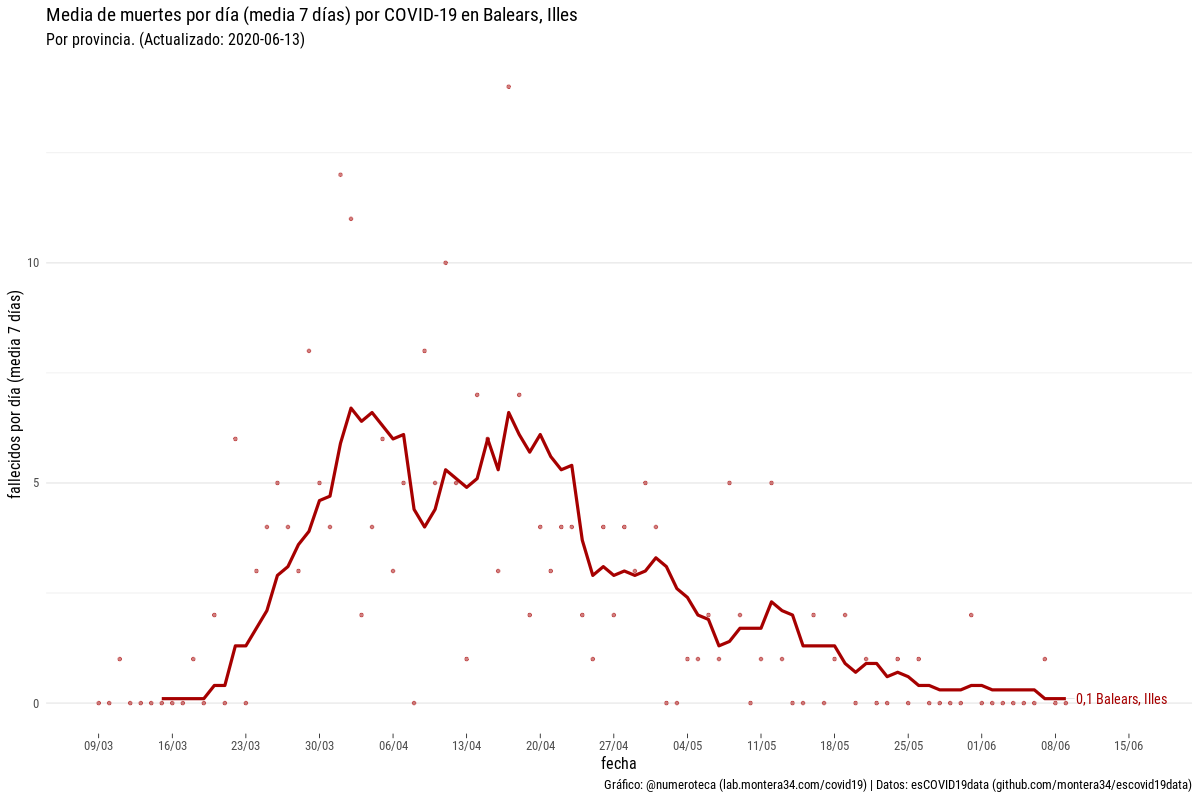 Media de muertes por día (media 7 días) por COVID-19 en Balears, Illes
Por provincia. (Actualizado: 2020-06-13)
fallecidos por día (media 7 días)
10
5
0
0,1 Balears, Illes
09/03 16/03 23/03 30/03 06/04 13/04 20/04 27/04 04/05 11/05 18/05 25/05 01/06 08/06 15/06
fecha
Gráfico: @numeroteca (lab.montera34.com/covid19) | Datos: esCOVID19data (github.com/montera34/escovid19data)